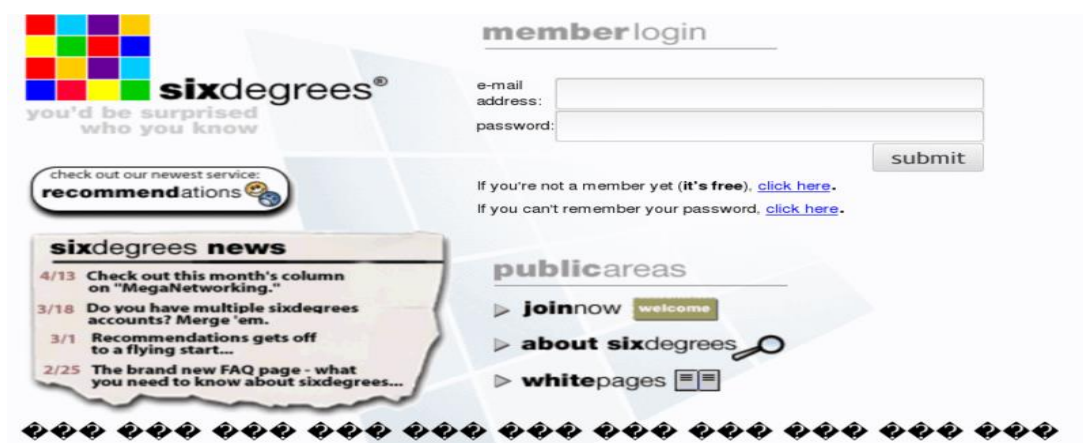 sixdegrees®
you'd be surprised
who you know
check out our newest service:
recommendations
sixdegrees news
4/13 Check out this month's column
on "MegaNetworking."
3/18 Do you have multiple sixdegrees
accounts? Merge 'em.
3/1 Recommendations gets off
to a flying start...
2/25 The brand new FAQ page - what
you need to know about sixdegrees...
memberlogin
e-mail
address:
password:
submit
If you're not a member yet (it's free), click here.
If you can't remember your password, click here.
publicareas
joinnow welcome
about sixdegrees
whitepages
��� ��� ��� ��� ��� ��� ��� ��� ��� ��� ���